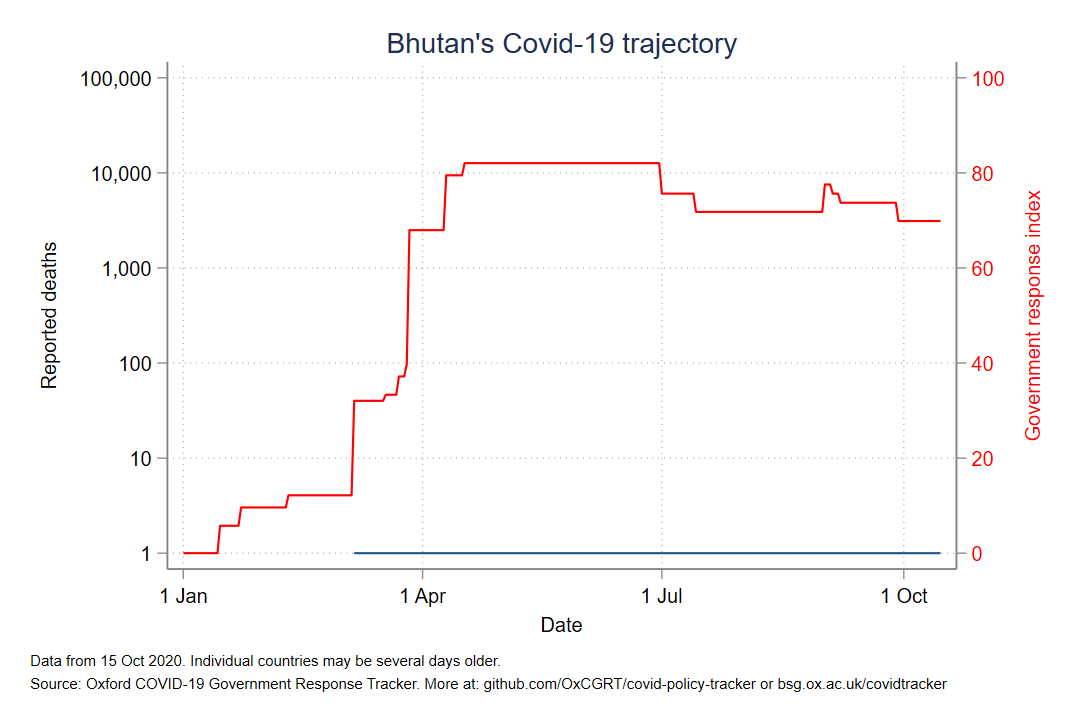 Bhutan's Covid-19 trajectory
100,000
10,000
1,000
100
10
1
Reported deaths
100
80
60
40
20
0
Government response index
1 Jan
1 Apr
1 Jul
1 Oct
Date
Data from 15 Oct 2020. Individual countries may be several days older.
Source: Oxford COVID-19 Government Response Tracker. More at: github.com/OxCGRT/covid-policy-tracker or bsg.ox.ac.uk/covidtracker